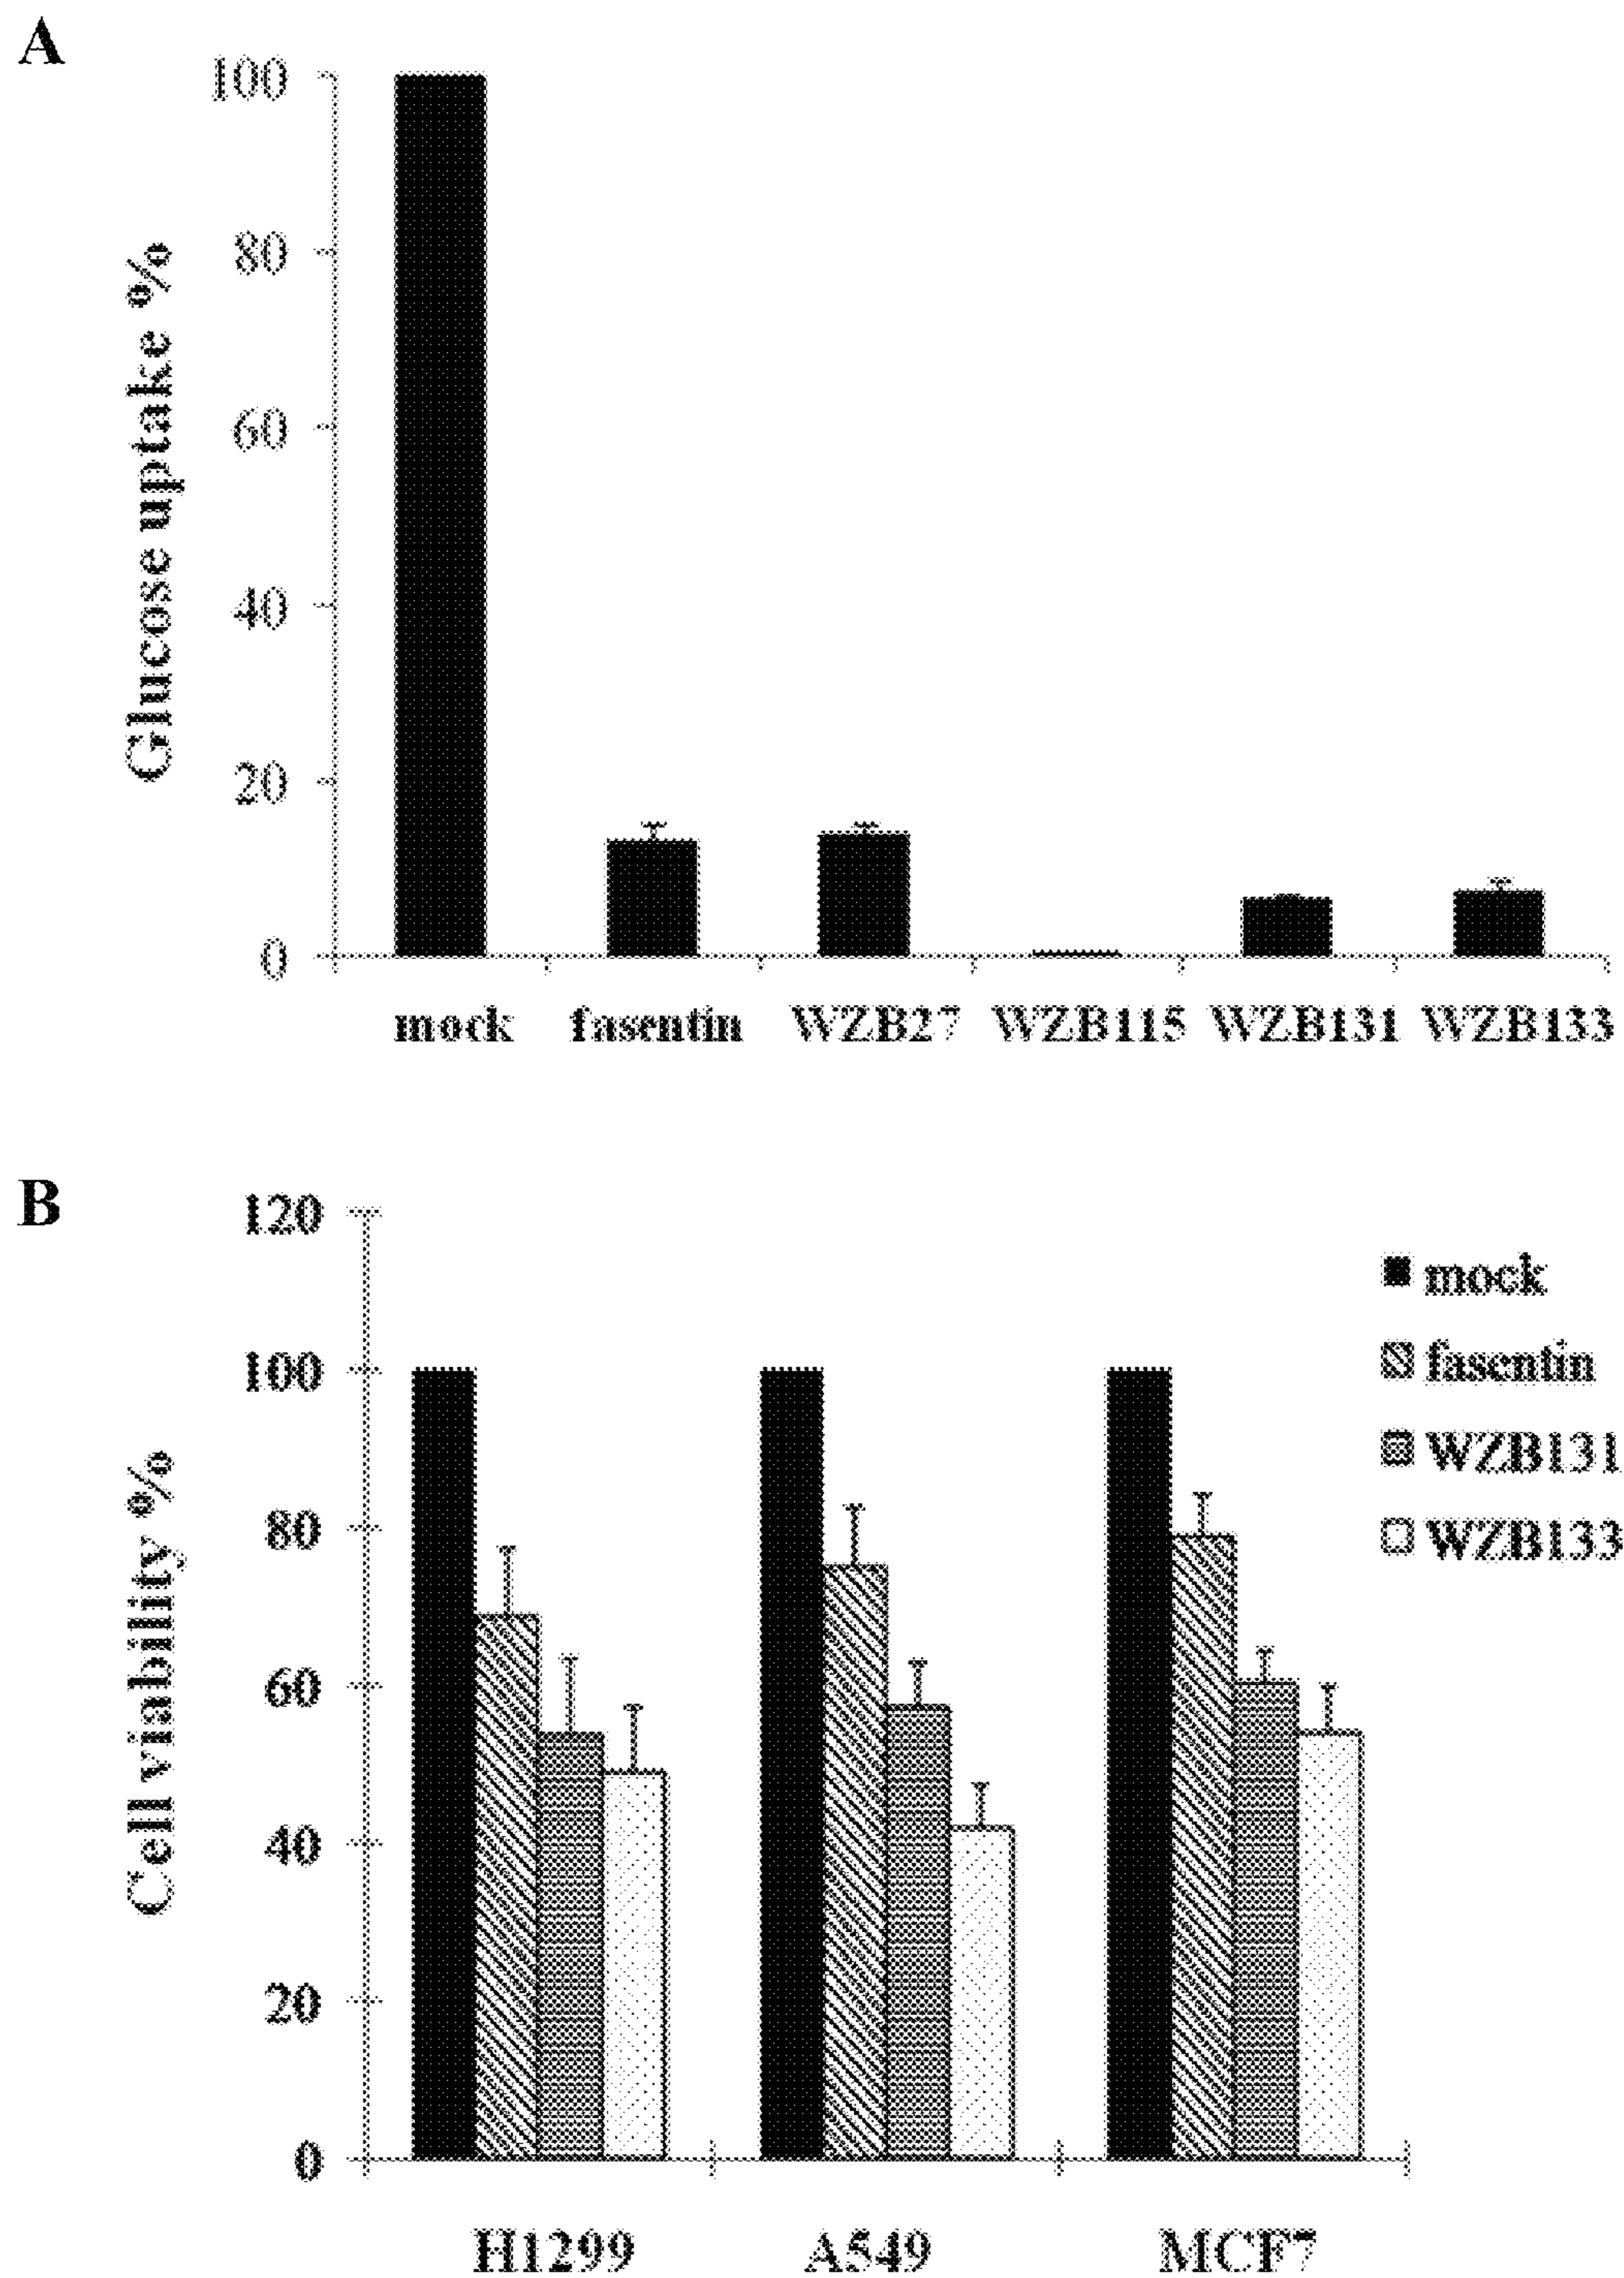 A
Glucose uptake %
100
80
60
40
20
0
mock fasentin WZB27 WZB115 WZB131 WZB133
B
Cell viability %
120
100
80
60
40
20
0
mock
fasentin
WZB131
WZB133
H1299 A549 MCF7